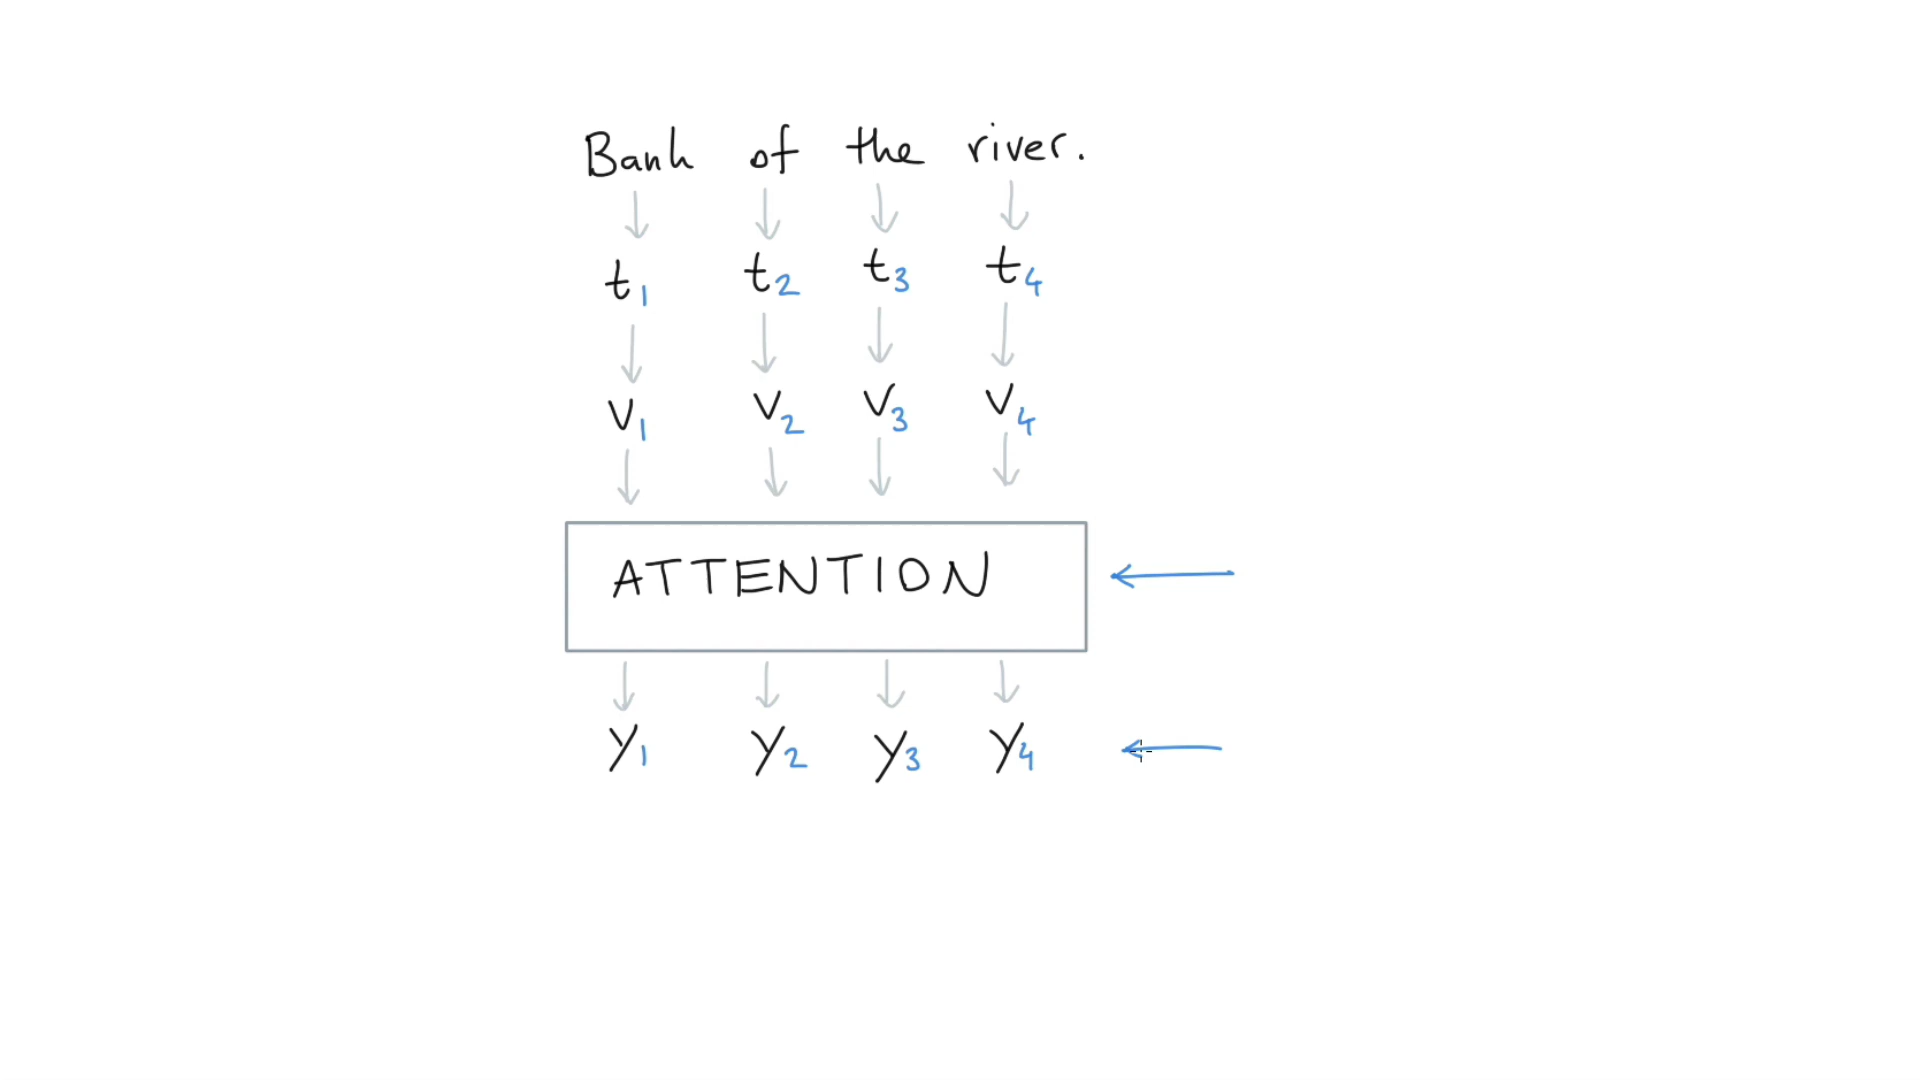 Bank of the river.
t1 t2 t3 t4
v1 v2 v3 v4
ATTENTION
y1 y2 y3 y4